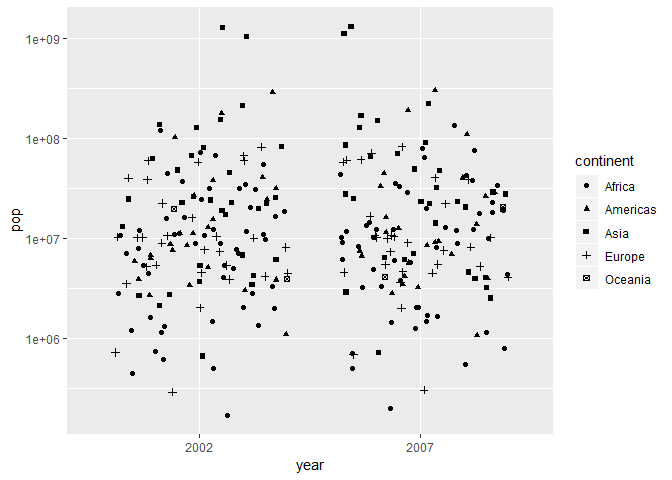 1e+09
1e+08
1e+07
1e+06
pop
2002
2007
year
continent
Africa
Americas
Asia
Europe
Oceania